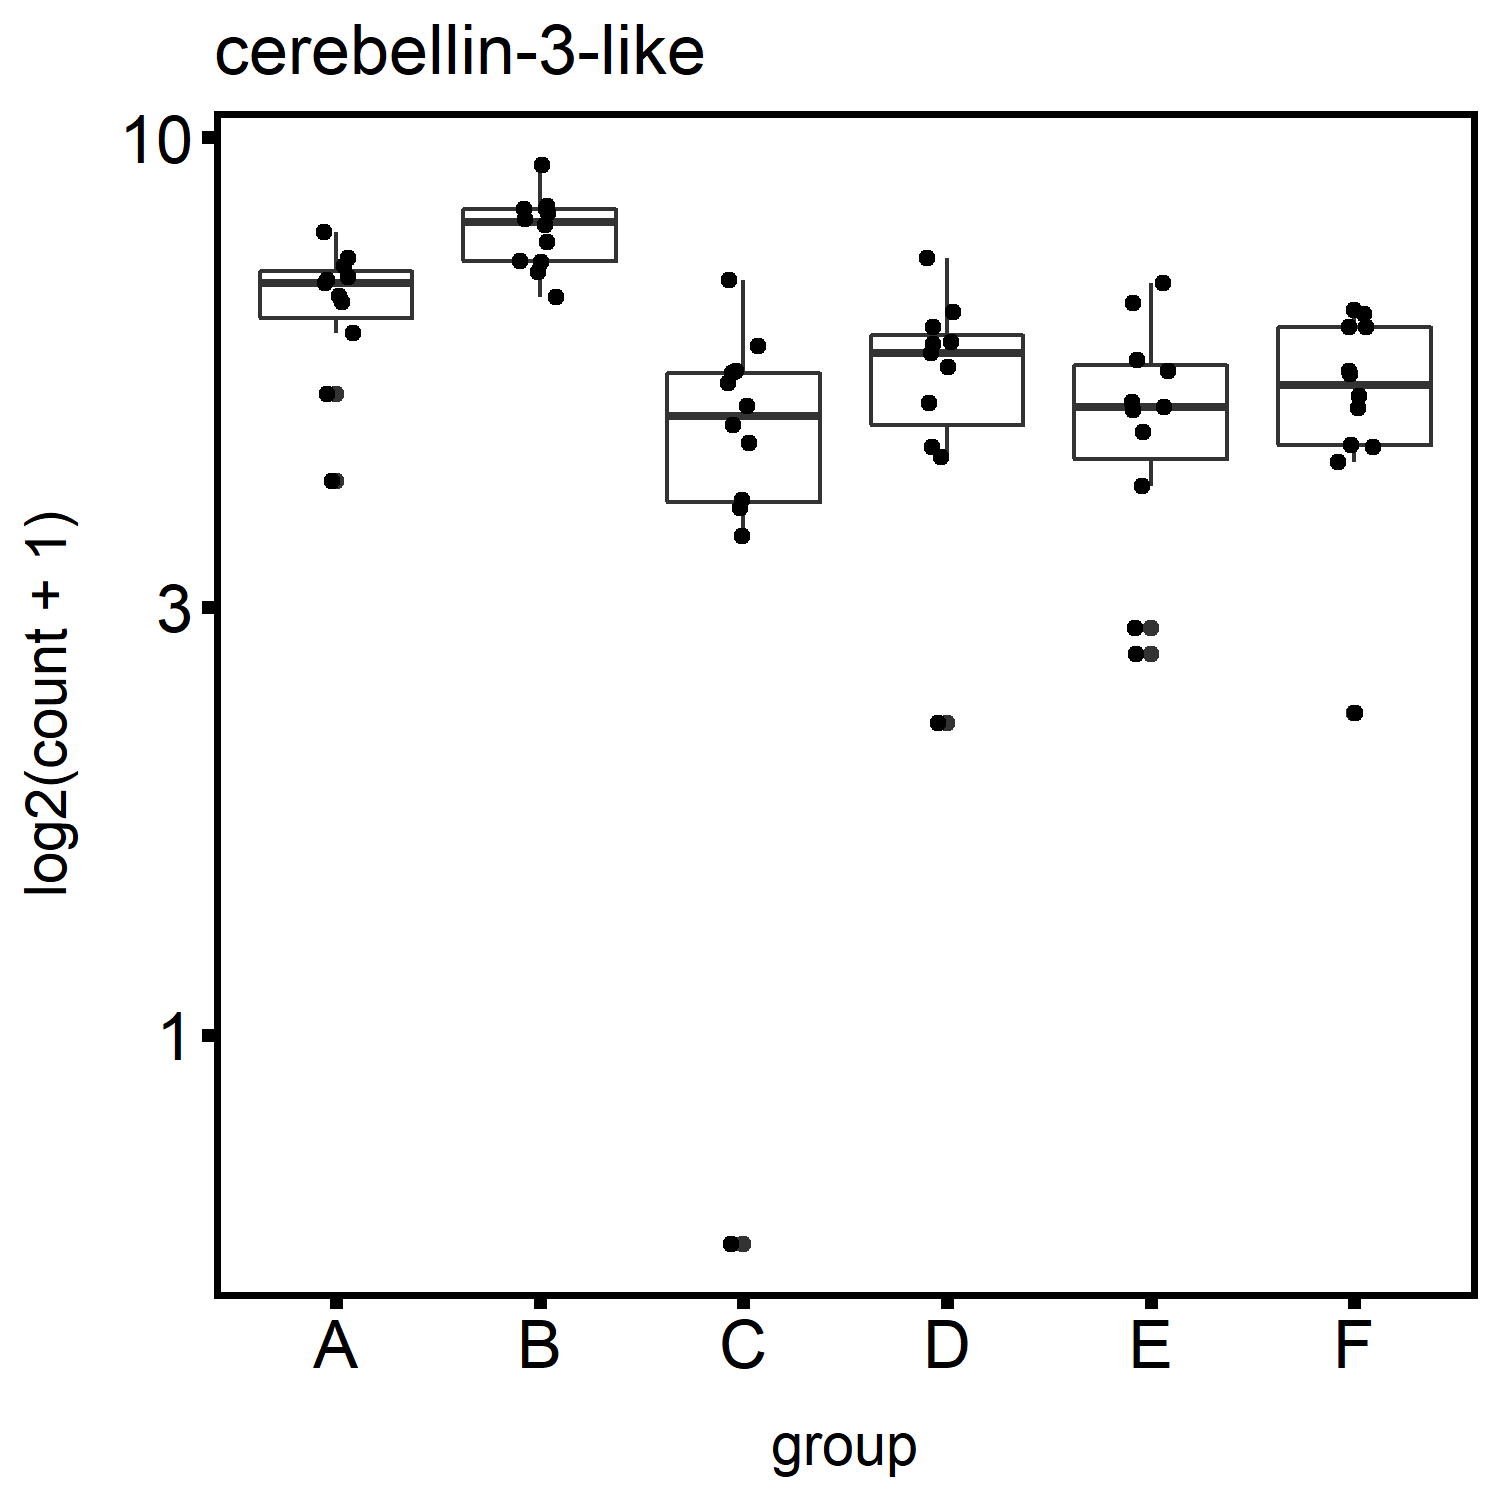 cerebellin-3-like
10
3
1
log2(count + 1)
A B C D E F
group